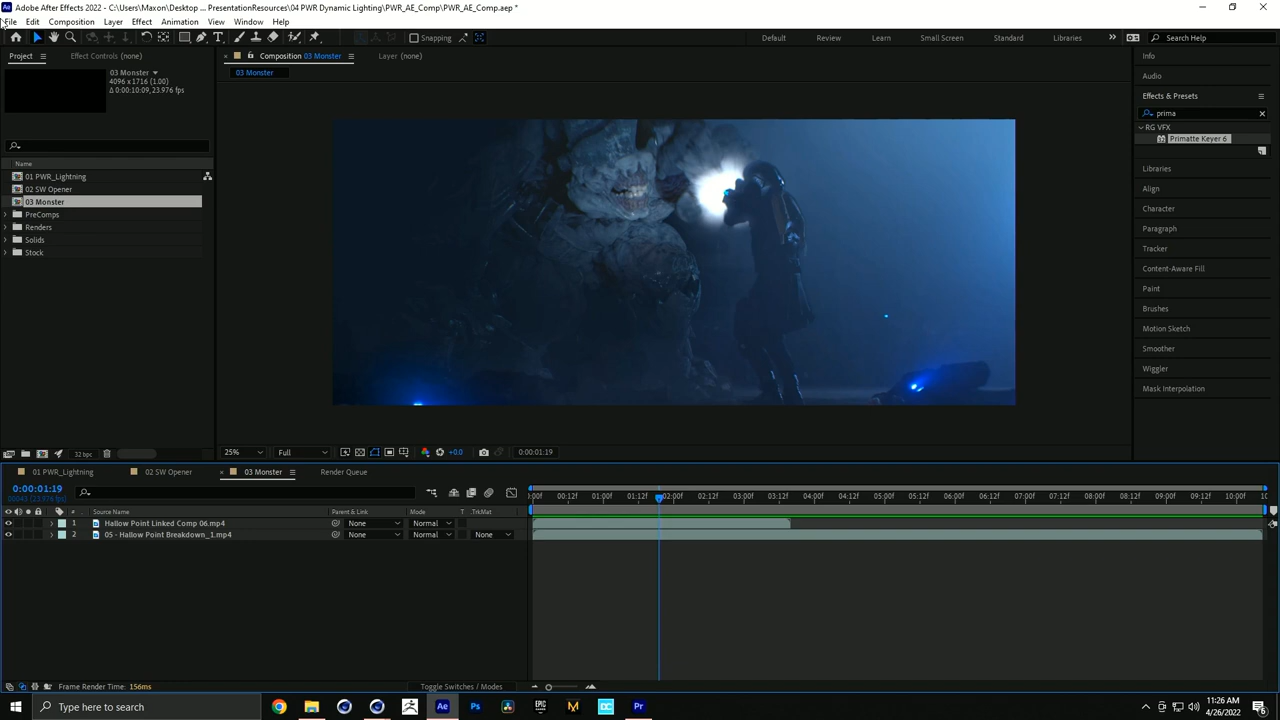 Adobe After Effects 2022 - C:\Users\Maxon\Desktop ... PresentationResources\04 PWR Dynamic Lighting\PWR_AE_Comp\PWR_AE_Comp.aep *
File Edit Composition Layer Effect Animation View Window Help
Snapping
Default Review Learn Small Screen Standard Libraries Search Help
Project Effect Controls (none)
Composition 03 Monster Layer (none)
03 Monster
03 Monster
4096 x 1716 (1.00)
Δ 0:00:10:09, 23.976 fps
Name
01 PWR_Lightning
02 SW Opener
03 Monster
PreComps
Renders
Solids
Stock
32 bpc
25% Full +0.0 0:00:01:19
Info
Audio
Effects & Presets
prima
RG VFX
Primatte Keyer 6
Libraries
Align
Character
Paragraph
Tracker
Content-Aware Fill
Paint
Brushes
Motion Sketch
Smoother
Wiggler
Mask Interpolation
01 PWR_Lightning 02 SW Opener 03 Monster Render Queue
0:00:01:19
00043 (23.976 fps)
:00f 00:12f 01:00f 01:12f 02:00f 02:12f 03:00f 03:12f 04:00f 04:12f 05:00f 05:12f 06:00f 06:12f 07:00f 07:12f 08:00f 08:12f 09:00f 09:12f 10:00f
# Source Name Parent & Link Mode T .TrkMat
1 Hallow Point Linked Comp 06.mp4 None Normal
2 05 - Hallow Point Breakdown_1.mp4 None Normal None
Frame Render Time: 156ms Toggle Switches / Modes
Type here to search
Ae Ps EPIC M DC Pr
11:26 AM
4/26/2022